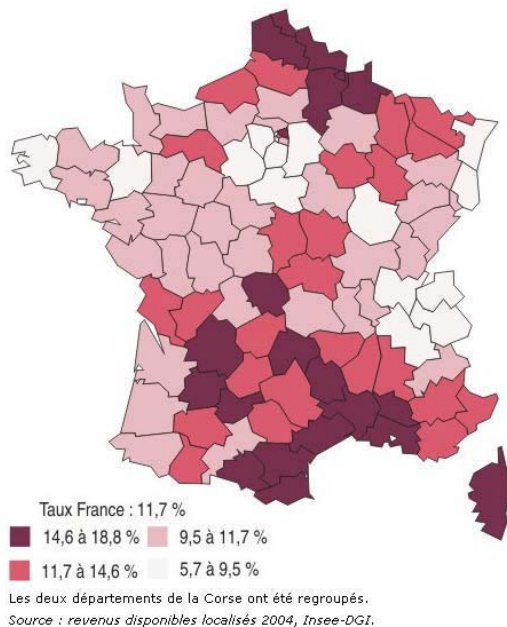 Taux France : 11,7 %
14,6 à 18,8 % 9,5 à 11,7 %
11,7 à 14,6 % 5,7 à 9,5 %
Les deux départements de la Corse ont été regroupés.
Source : revenus disponibles localisés 2004, Insee-DGI.